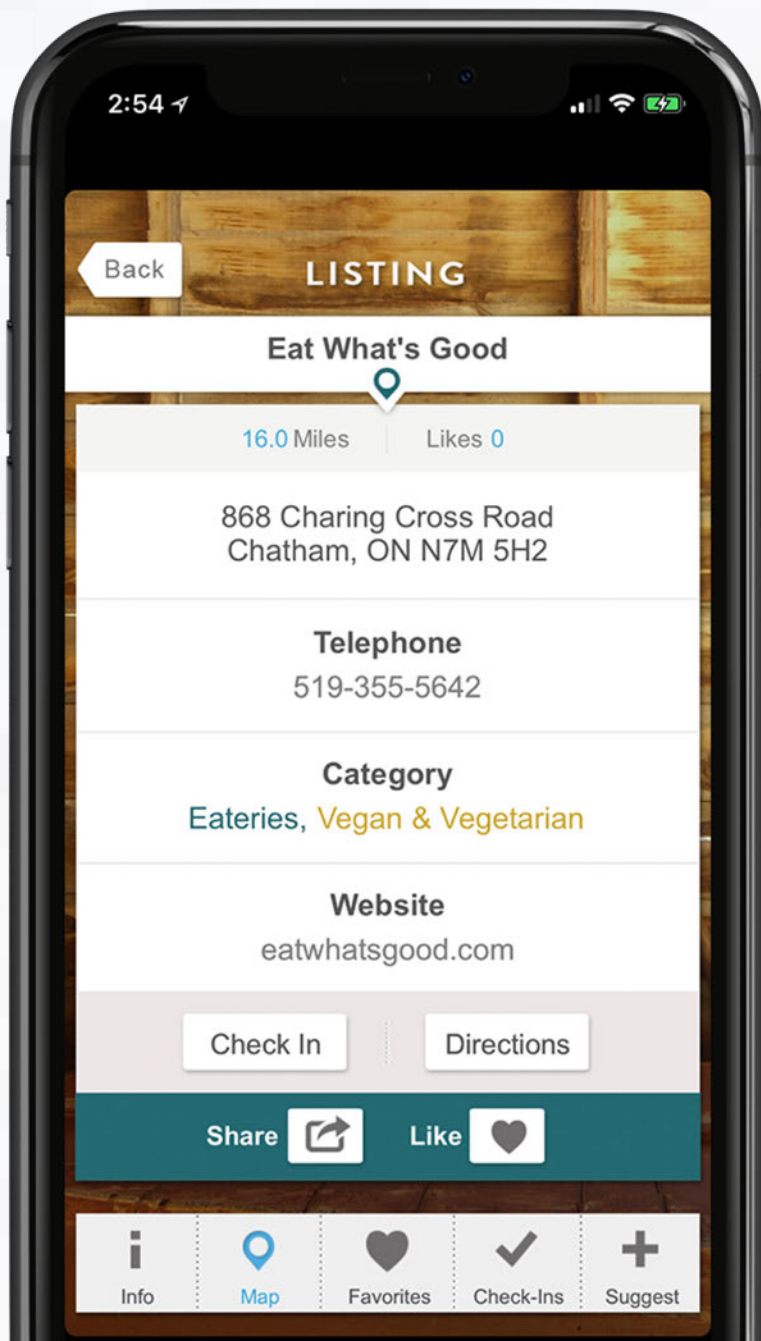 2:54
Back
LISTING
Eat What's Good
16.0 Miles Likes 0
868 Charing Cross Road
Chatham, ON N7M 5H2
Telephone
519-355-5642
Category
Eateries, Vegan & Vegetarian
Website
eatwhatsgood.com
Check In Directions
Share Like
Info Map Favorites Check-Ins Suggest